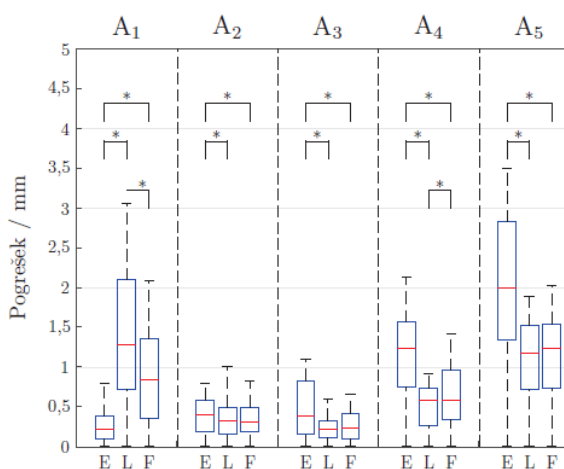 A₁ A₂ A₃ A₄ A₅
Pogrešek / mm
5
4,5
4
3,5
3
2,5
2
1,5
1
0,5
0
* * * * *
* * * * *
* *
E L F E L F E L F E L F E L F